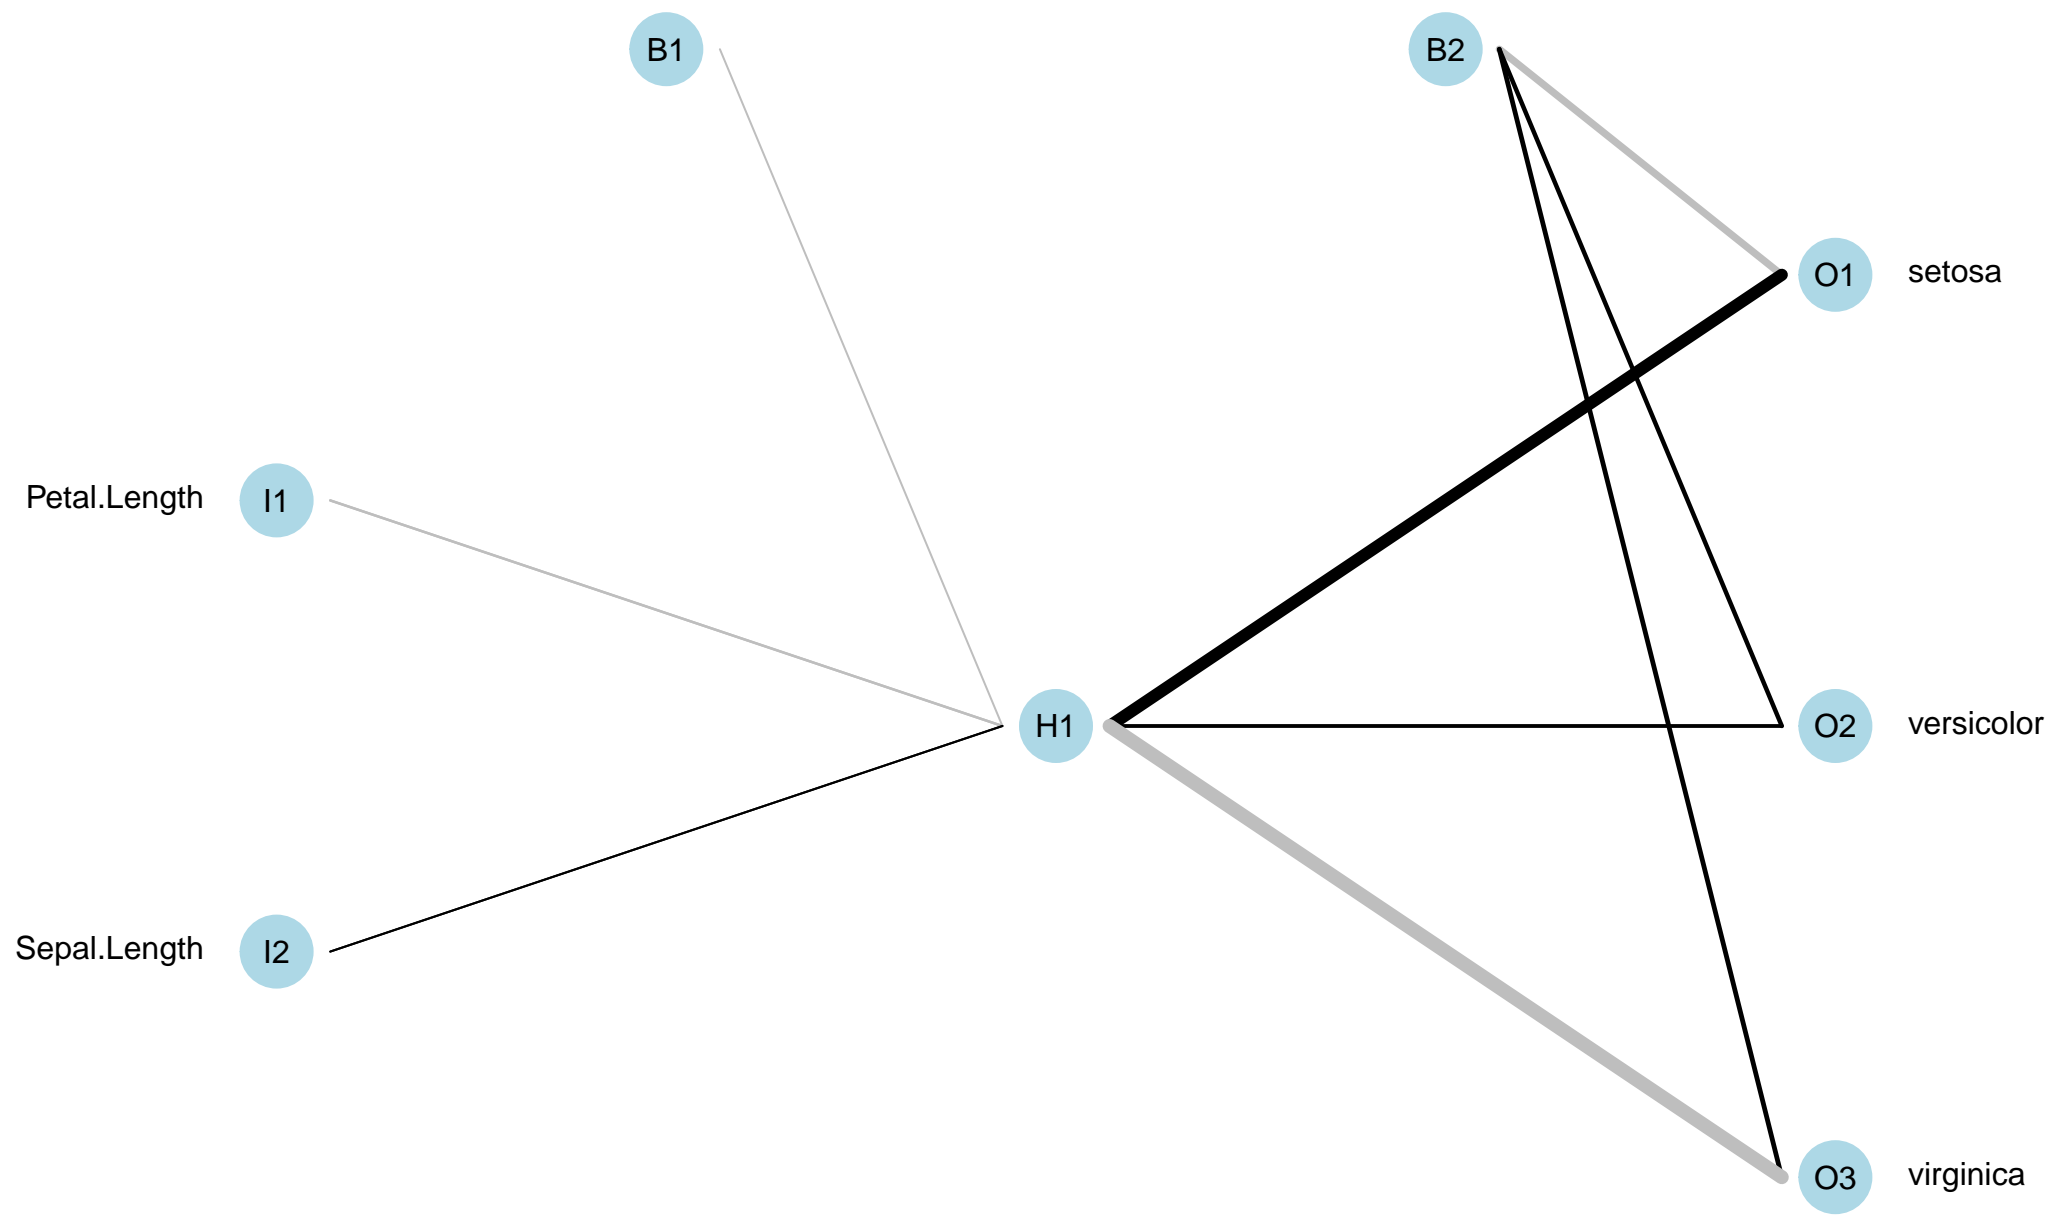 B1
B2
O1 setosa
Petal.Length I1
H1
O2 versicolor
Sepal.Length I2
O3 virginica